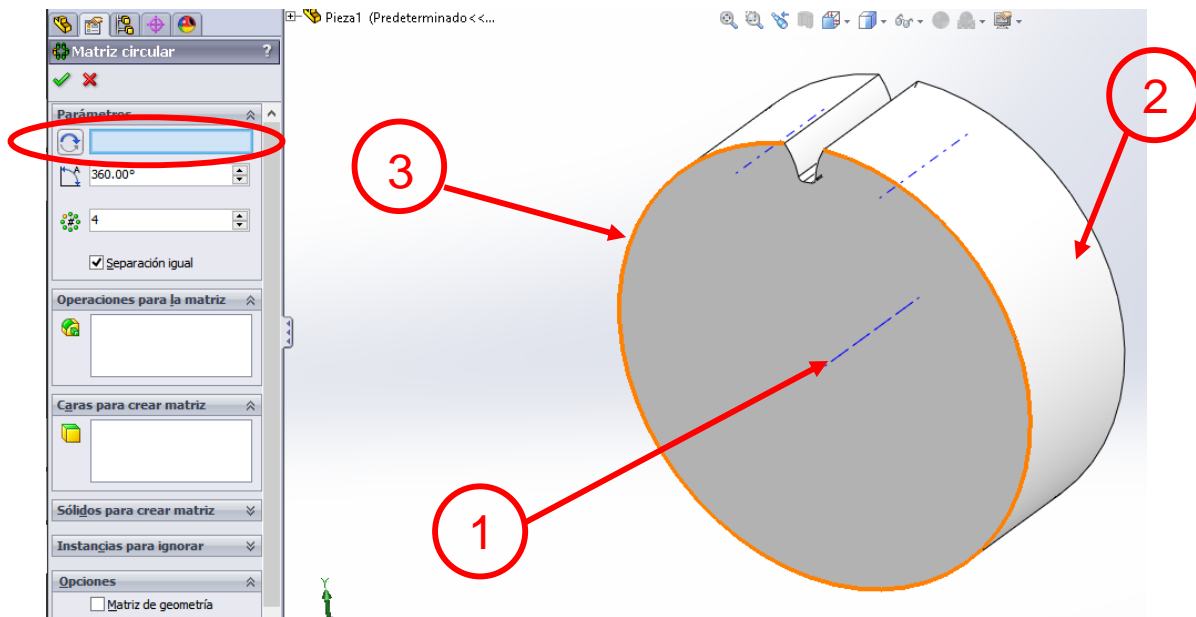 Pieza1 (Predeterminado<<...
Matriz circular ?
Parámetros
360.00°
4
Separación igual
Operaciones para la matriz
Caras para crear matriz
Sólidos para crear matriz
Instancias para ignorar
Opciones
Matriz de geometría
1
2
3
Y